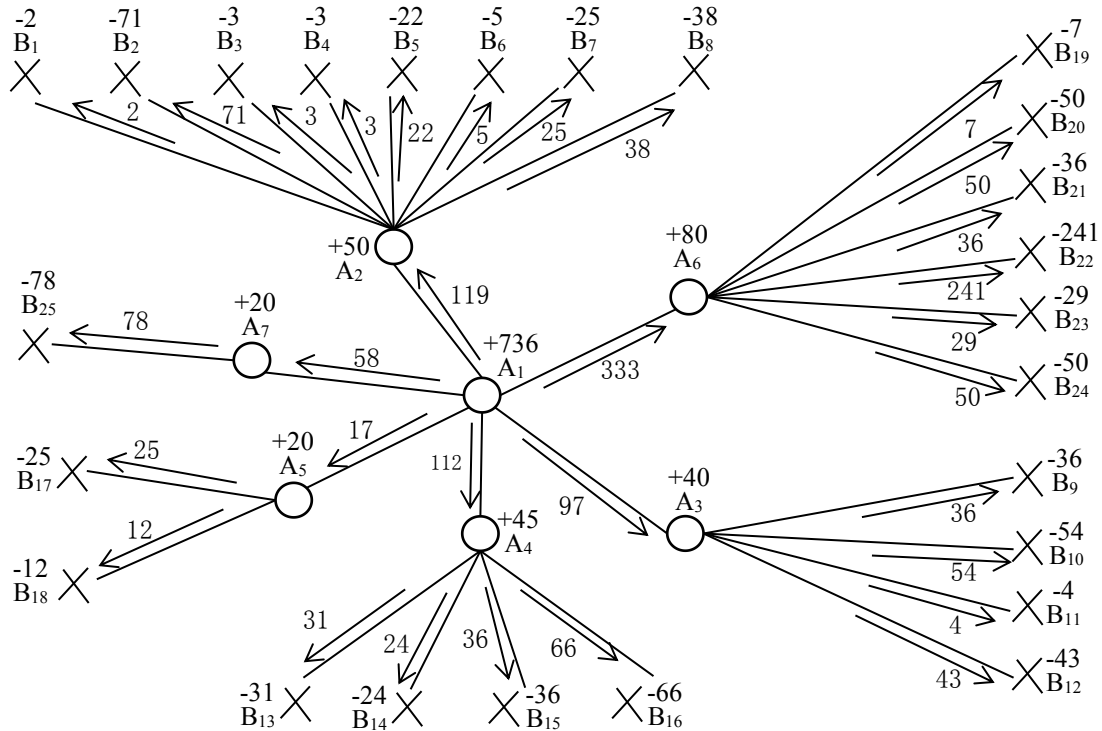 -2
B₁
-71
B₂
-3
B₃
-3
B₄
-22
B₅
-5
B₆
-25
B₇
-38
B₈
2
71
3
3
22
5
25
38
+50
A₂
119
-7
B₁₉
-50
B₂₀
-36
B₂₁
-241
B₂₂
-29
B₂₃
-50
B₂₄
7
50
36
241
29
50
+80
A₆
333
-78
B₂₅
78
+20
A₇
58
+736
A₁
17
112
97
-25
B₁₇
25
+20
A₅
12
-12
B₁₈
+45
A₄
31
24
36
66
-31
B₁₃
-24
B₁₄
-36
B₁₅
-66
B₁₆
+40
A₃
-36
B₉
36
-54
B₁₀
54
-4
B₁₁
4
-43
B₁₂
43